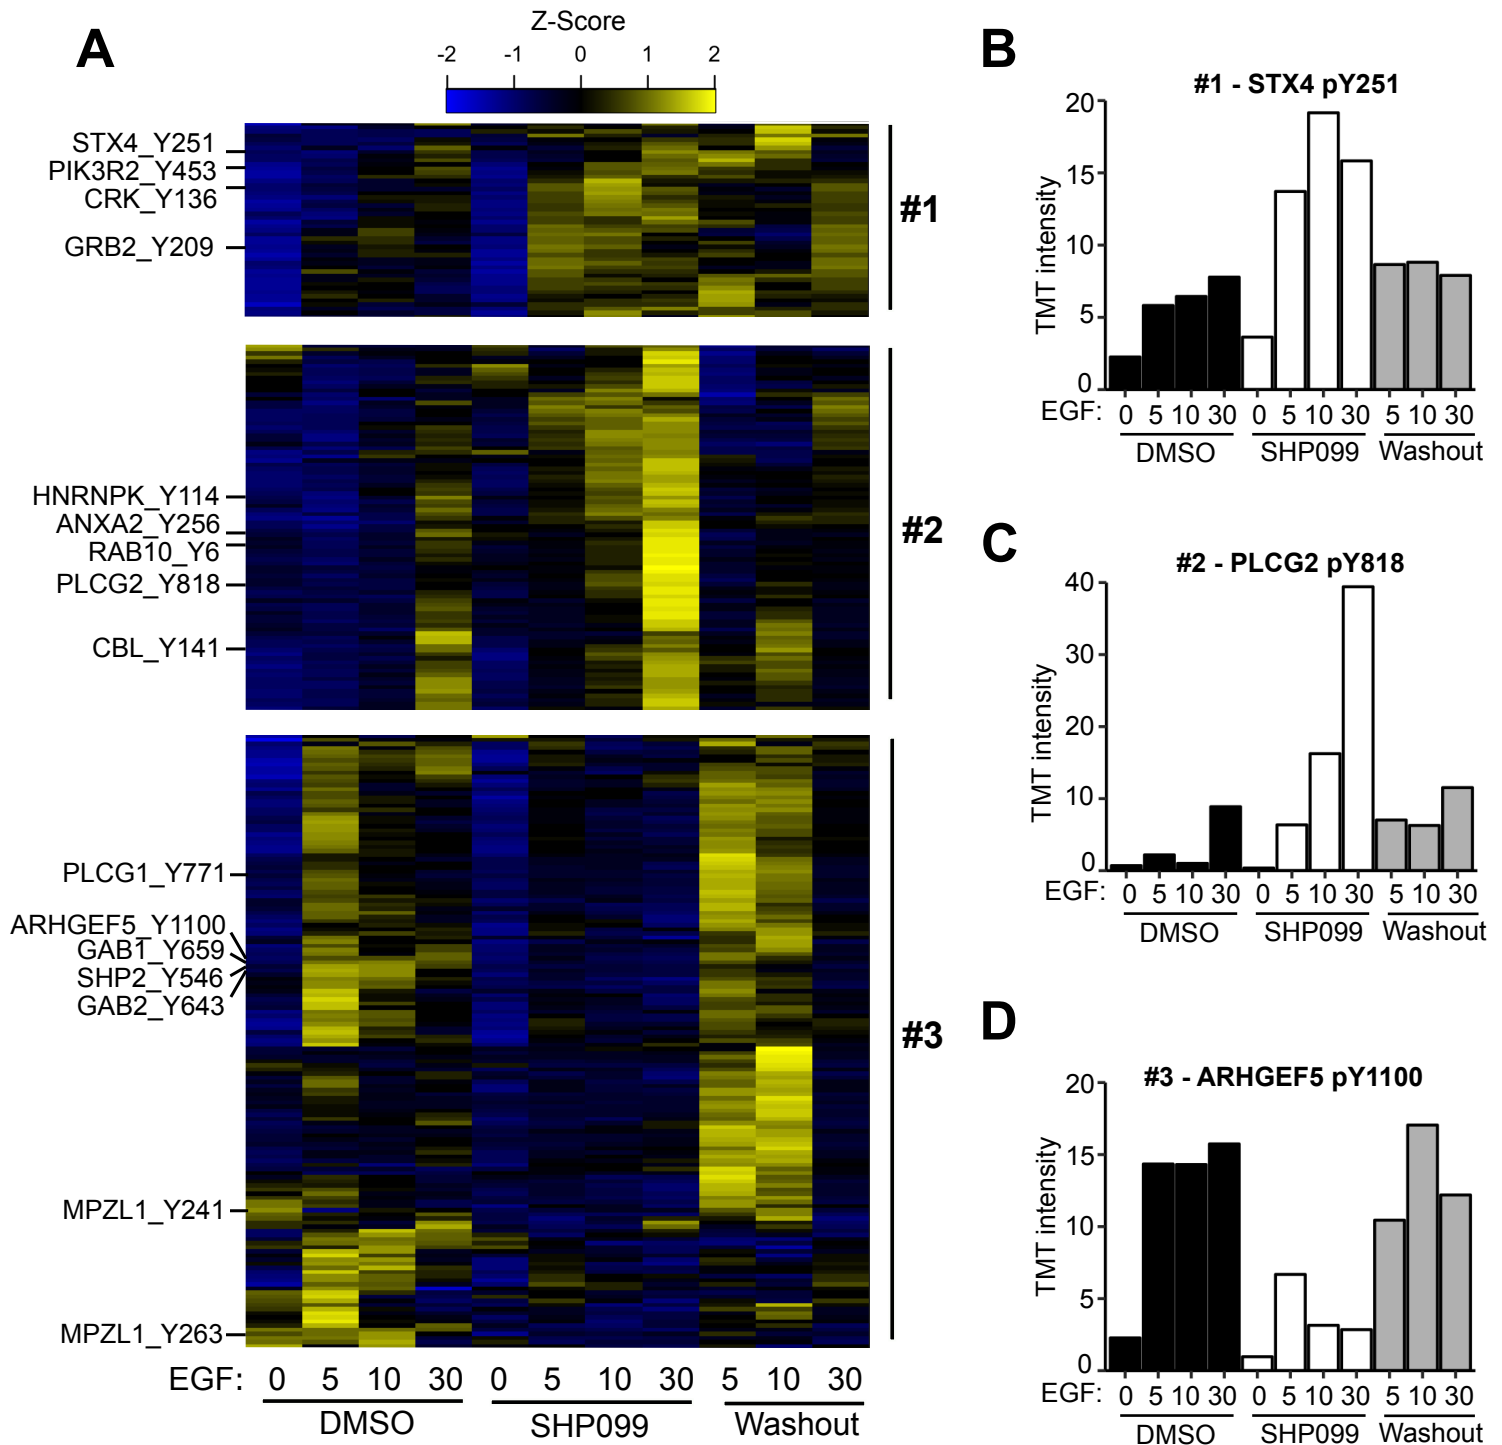 A
Z-Score
-2 -1 0 1 2
STX4_Y251
PIK3R2_Y453
CRK_Y136
GRB2_Y209
#1
HNRNPK_Y114
ANXA2_Y256
RAB10_Y6
PLCG2_Y818
CBL_Y141
#2
PLCG1_Y771
ARHGEF5_Y1100
GAB1_Y659
SHP2_Y546
GAB2_Y643
MPZL1_Y241
MPZL1_Y263
#3
EGF: 0 5 10 30 0 5 10 30 5 10 30
DMSO SHP099 Washout
B
#1 - STX4 pY251
TMT intensity
20
15
10
5
0
EGF: 0 5 10 30 0 5 10 30 5 10 30
DMSO SHP099 Washout
C
#2 - PLCG2 pY818
TMT intensity
40
30
20
10
0
EGF: 0 5 10 30 0 5 10 30 5 10 30
DMSO SHP099 Washout
D
#3 - ARHGEF5 pY1100
TMT intensity
20
15
10
5
0
EGF: 0 5 10 30 0 5 10 30 5 10 30
DMSO SHP099 Washout